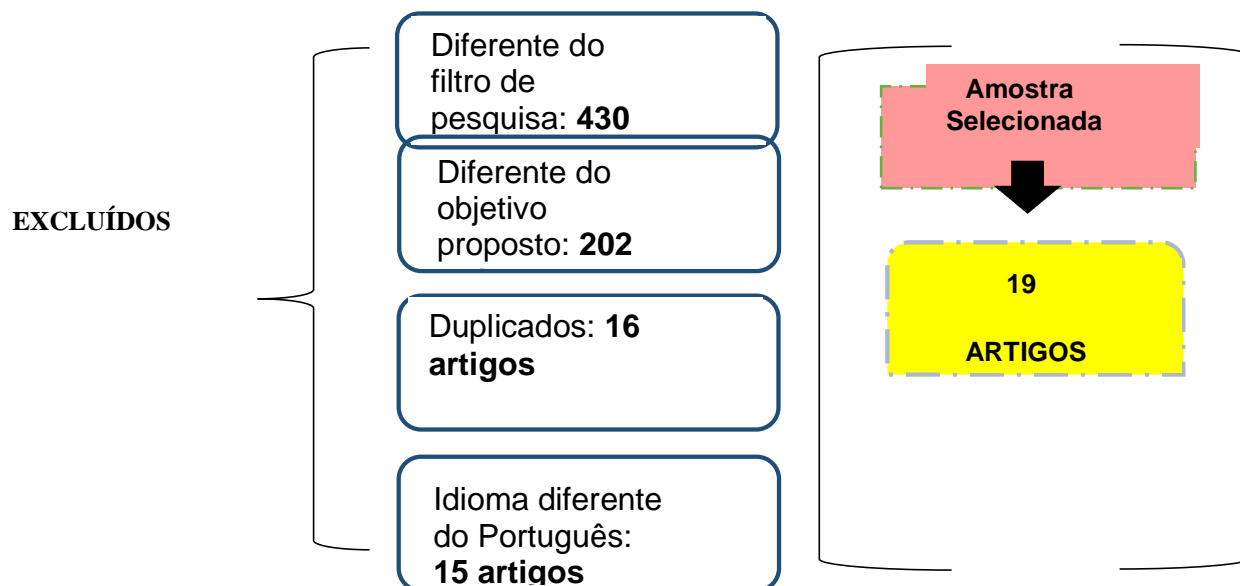 EXCLUÍDOS
Diferente do
filtro de
pesquisa: 430
Diferente do
objetivo
proposto: 202
Duplicados: 16
artigos
Idioma diferente
do Português:
15 artigos
Amostra
Selecionada
19
ARTIGOS